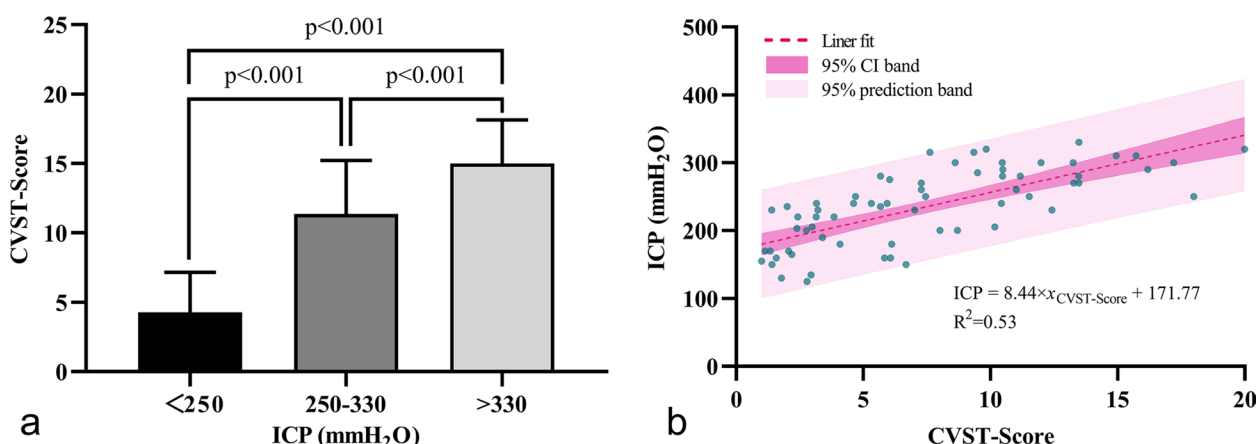 25
20
15
10
5
0
CVST-Score
p<0.001
p<0.001
p<0.001
<250
250-330
>330
ICP (mmH2O)
a
500
400
300
200
100
0
ICP (mmH2O)
Liner fit
95% CI band
95% prediction band
ICP = 8.44×xCVST-Score + 171.77
R2=0.53
0
5
10
15
20
CVST-Score
b